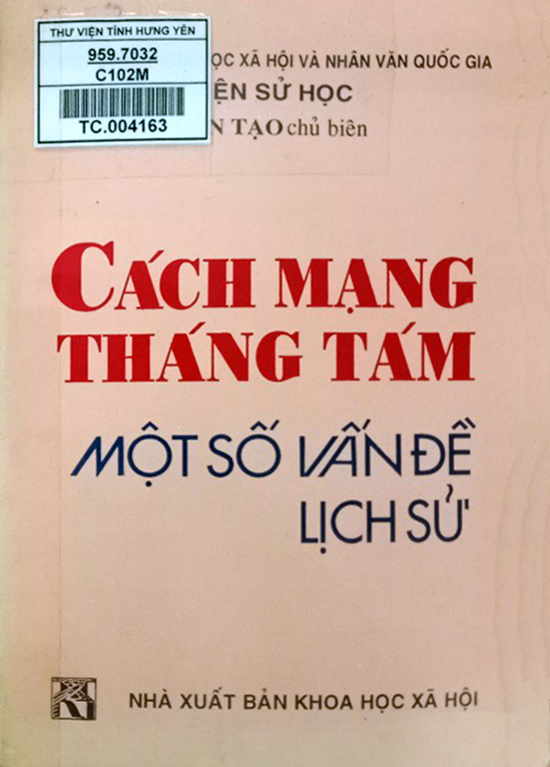 THƯ VIỆN TỈNH HƯNG YÊN
959.7032
C102M
TC.004163
ỌC XÃ HỘI VÀ NHÂN VĂN QUỐC GIA
ỆN SỬ HỌC
N TẠO chủ biên
CÁCH MẠNG
THÁNG TÁM
MỘT SỐ VẤN ĐỀ
LỊCH SỬ
NHÀ XUẤT BẢN KHOA HỌC XÃ HỘI